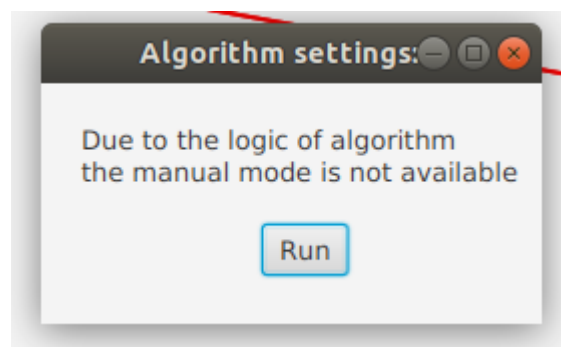 Algorithm settings:
Due to the logic of algorithm
the manual mode is not available
Run